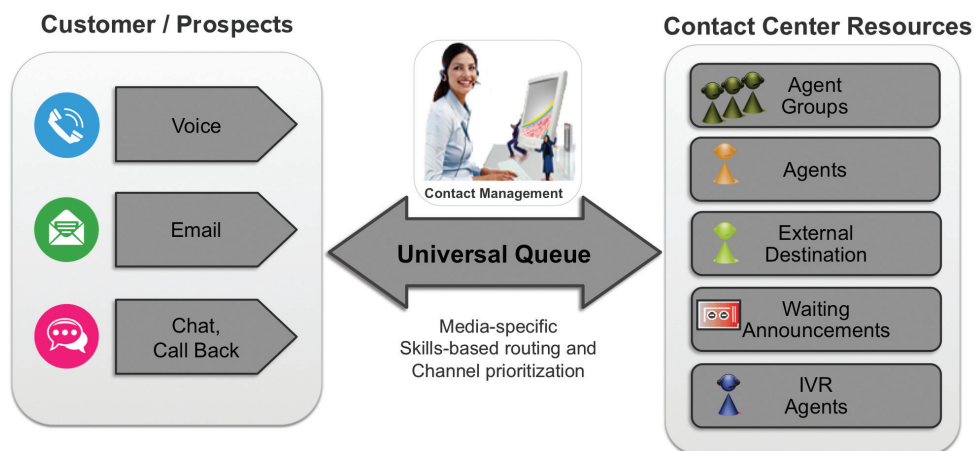 Customer / Prospects
Voice
Email
Chat,
Call Back
Contact Management
Universal Queue
Media-specific
Skills-based routing and
Channel prioritization
Contact Center Resources
Agent
Groups
Agents
External
Destination
Waiting
Announcements
IVR
Agents